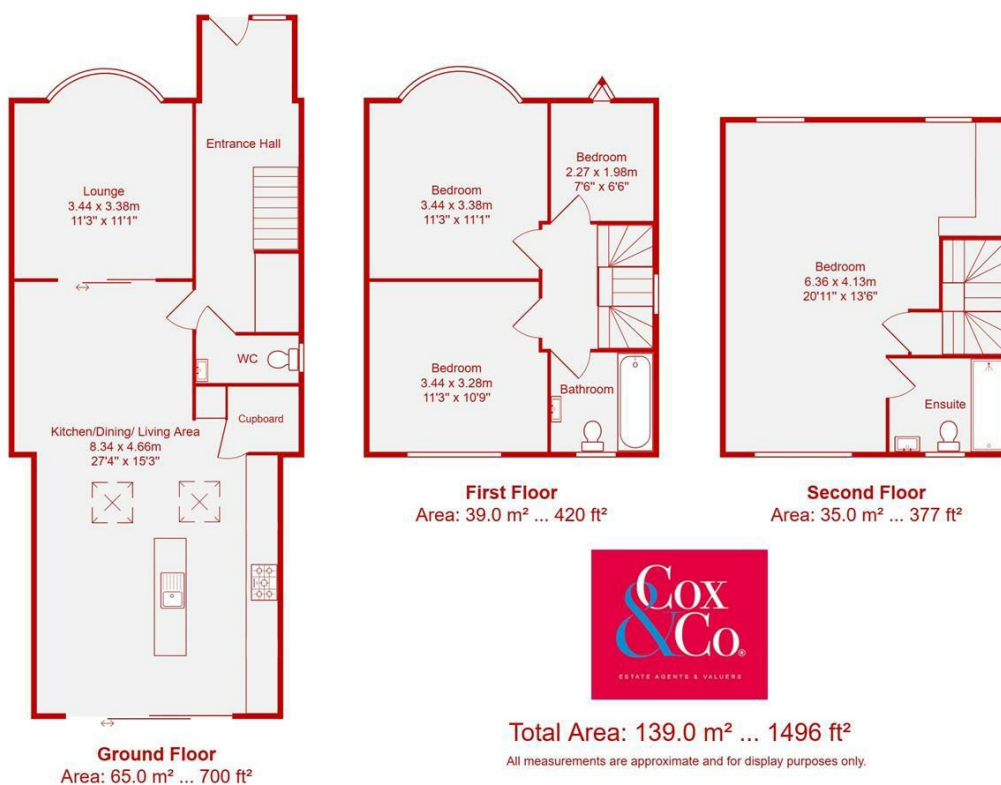 Entrance Hall
Lounge
3.44 x 3.38m
11'3" x 11'1"
WC
Cupboard
Kitchen/Dining/ Living Area
8.34 x 4.66m
27'4" x 15'3"
Ground Floor
Area: 65.0 m² ... 700 ft²
Bedroom
2.27 x 1.98m
7'6" x 6'6"
Bedroom
3.44 x 3.38m
11'3" x 11'1"
Bedroom
3.44 x 3.28m
11'3" x 10'9"
Bathroom
First Floor
Area: 39.0 m² ... 420 ft²
Bedroom
6.36 x 4.13m
20'11" x 13'6"
Ensuite
Second Floor
Area: 35.0 m² ... 377 ft²
COX
&CO.®
ESTATE AGENTS & VALUERS
Total Area: 139.0 m² ... 1496 ft²
All measurements are approximate and for display purposes only.